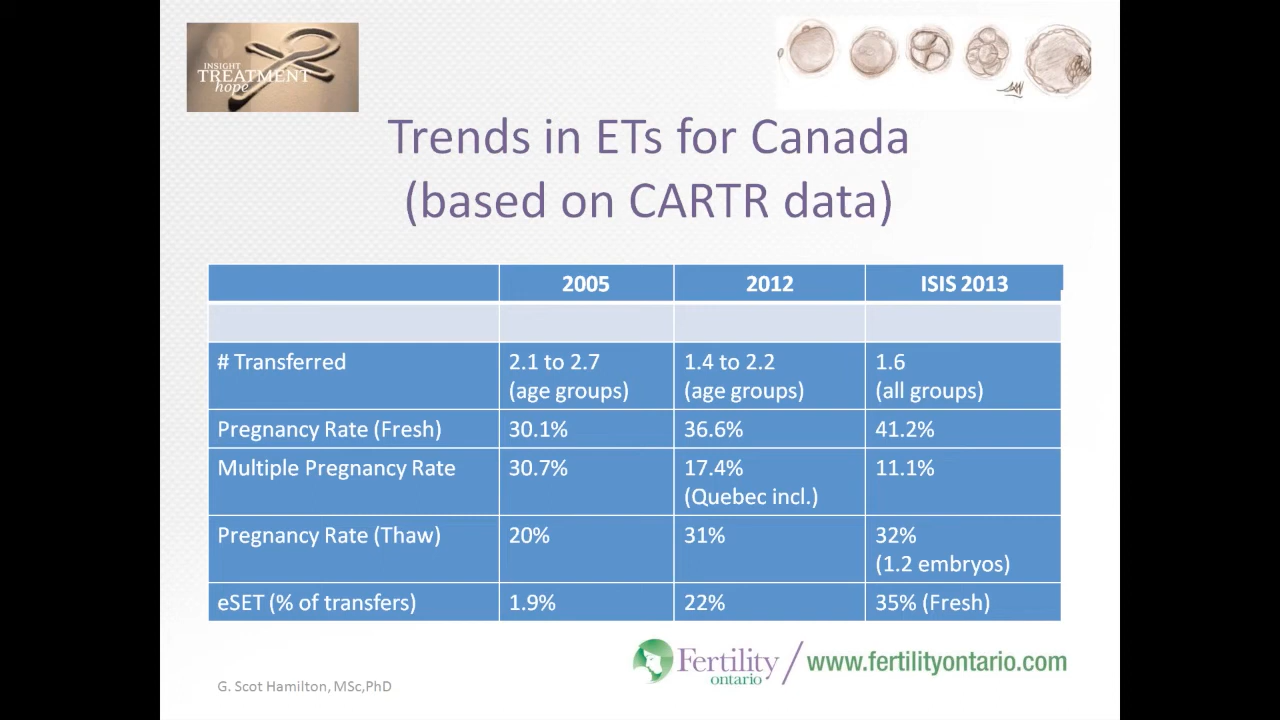 INSIGHT
TREATMENT
hope
Trends in ETs for Canada
(based on CARTR data)
2005 2012 ISIS 2013
# Transferred 2.1 to 2.7 1.4 to 2.2 1.6
(age groups) (age groups) (all groups)
Pregnancy Rate (Fresh) 30.1% 36.6% 41.2%
Multiple Pregnancy Rate 30.7% 17.4% 11.1%
(Quebec incl.)
Pregnancy Rate (Thaw) 20% 31% 32%
(1.2 embryos)
eSET (% of transfers) 1.9% 22% 35% (Fresh)
Fertility / www.fertilityontario.com
ontario
G. Scot Hamilton, MSc,PhD